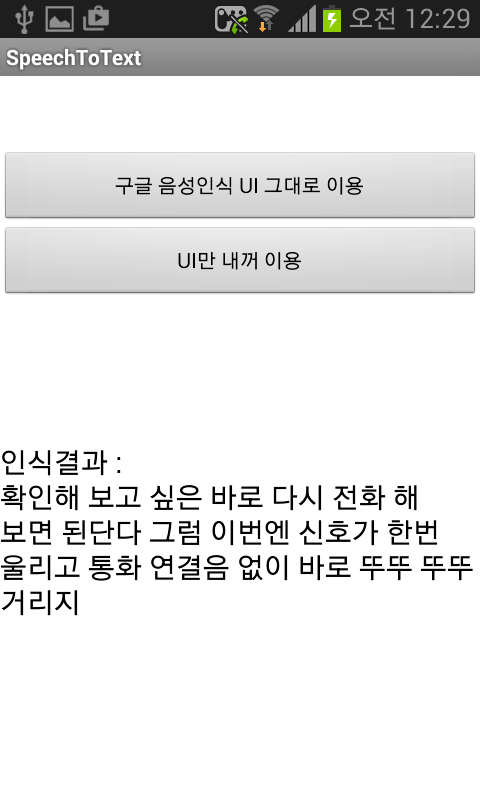 오전 12:29
SpeechToText
구글 음성인식 UI 그대로 이용
UI만 내꺼 이용
인식결과 :
확인해 보고 싶은 바로 다시 전화 해
보면 된단다 그럼 이번엔 신호가 한번
울리고 통화 연결음 없이 바로 뚜뚜 뚜뚜
거리지